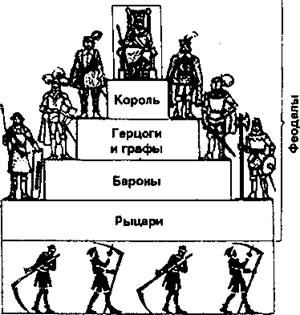 Король
Герцоги
и графы
Бароны
Рыцари
Феодалы